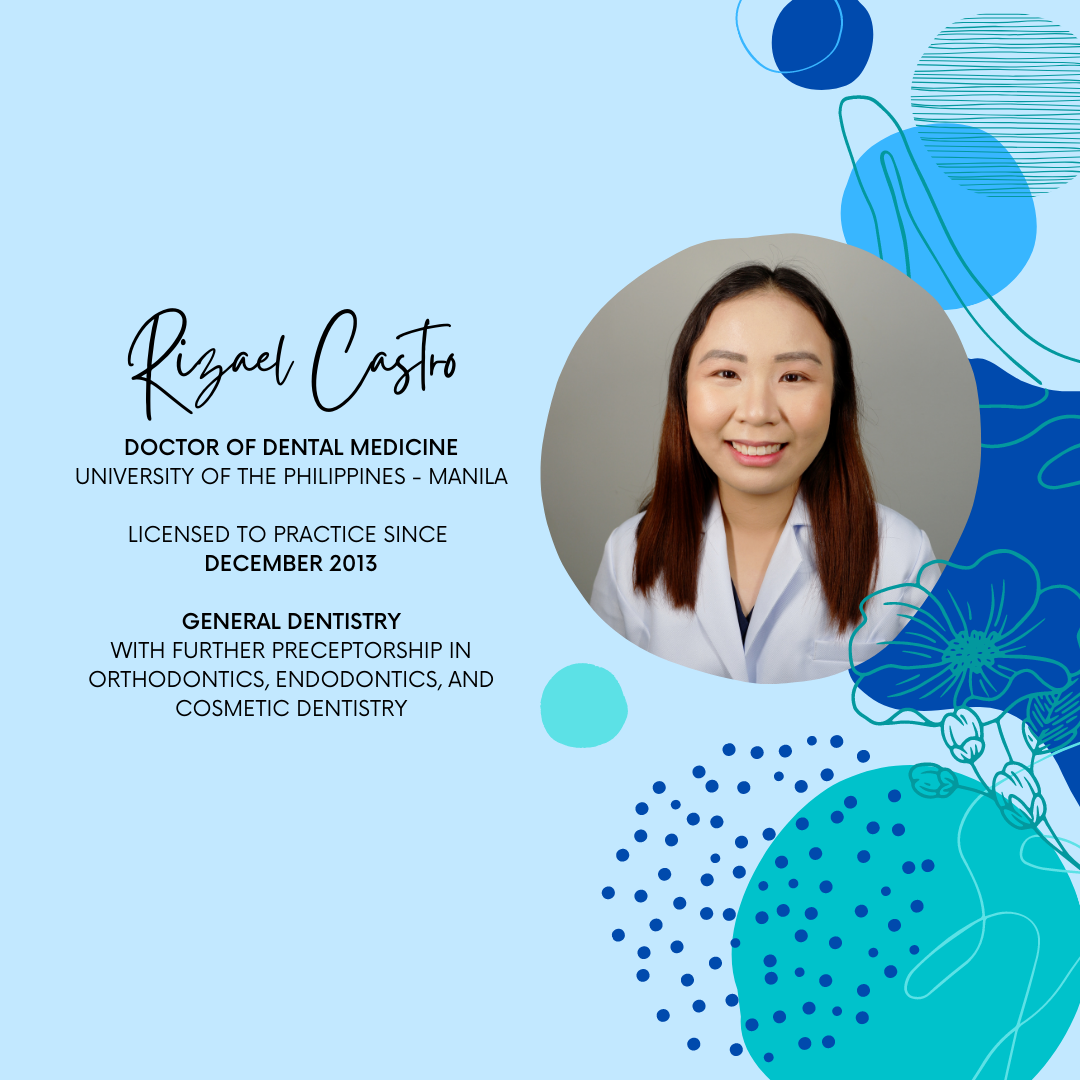 Rizael Castro
DOCTOR OF DENTAL MEDICINE
UNIVERSITY OF THE PHILIPPINES - MANILA
LICENSED TO PRACTICE SINCE
DECEMBER 2013
GENERAL DENTISTRY
WITH FURTHER PRECEPTORSHIP IN
ORTHODONTICS, ENDODONTICS, AND
COSMETIC DENTISTRY